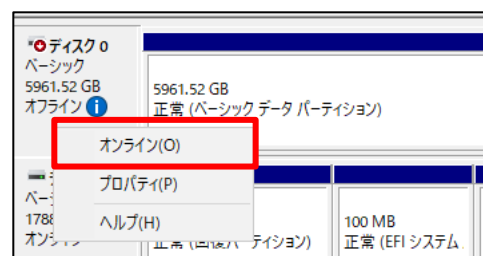 ディスク 0
ベーシック
5961.52 GB
オフライン
5961.52 GB
正常 (ベーシック データ パーティション)
オンライン(O)
プロパティ(P)
ヘルプ(H)
100 MB
正常 (EFI システム